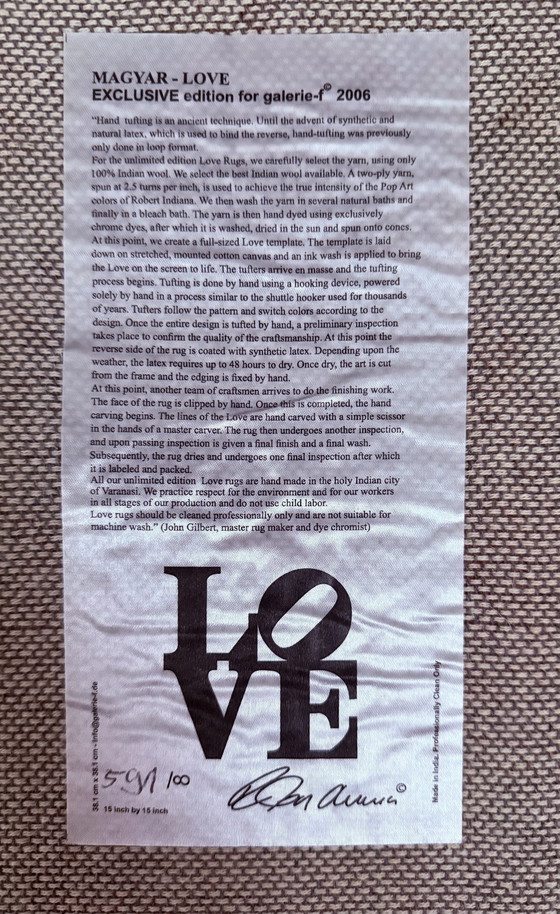 MAGYAR - LOVE
EXCLUSIVE edition for galerie-f© 2006
"Hand tufting is an ancient technique. Until the advent of synthetic and
natural latex, which is used to bind the reverse, hand-tufting was previously
only done in loop format.
For the unlimited edition Love Rugs, we carefully select the yarn, using only
100% Indian wool. We select the best Indian wool available. A two-ply yarn,
spun at 2.5 turns per inch, is used to achieve the true intensity of the Pop Art
colors of Robert Indiana. We then wash the yarn in several natural baths and
finally in a bleach bath. The yarn is then hand dyed using exclusively
chrome dyes, after which it is washed, dried in the sun and spun onto cones.
At this point, we create a full-sized Love template. The template is laid
down on stretched, mounted cotton canvas and an ink wash is applied to bring
the Love on the screen to life. The tufters arrive en masse and the tufting
process begins. Tufting is done by hand using a hooking device, powered
solely by hand in a process similar to the shuttle hooker used for thousands
of years. Tufters follow the pattern and switch colors according to the
design. Once the entire design is tufted by hand, a preliminary inspection
takes place to confirm the quality of the craftsmanship. At this point the
reverse side of the rug is coated with synthetic latex. Depending upon the
weather, the latex requires up to 48 hours to dry. Once dry, the art is cut
from the frame and the edging is fixed by hand.
At this point, another team of craftsmen arrives to do the finishing work.
The face of the rug is clipped by hand. Once this is completed, the hand
carving begins. The lines of the Love are hand carved with a simple scissor
in the hands of a master carver. The rug then undergoes another inspection,
and upon passing inspection is given a final finish and a final wash.
Subsequently, the rug dries and undergoes one final inspection after which
it is labeled and packed.
All our unlimited edition Love rugs are hand made in the holy Indian city
of Varanasi. We practice respect for the environment and for our workers
in all stages of our production and do not use child labor.
Love rugs should be cleaned professionally only and are not suitable for
machine wash." (John Gilbert, master rug maker and dye chromist)
LO
VE
38.1 cm x 38.1 cm - info@galerie-f.de
/∞
15 inch by 15 inch
©
Made in India. Professionally Clean Only